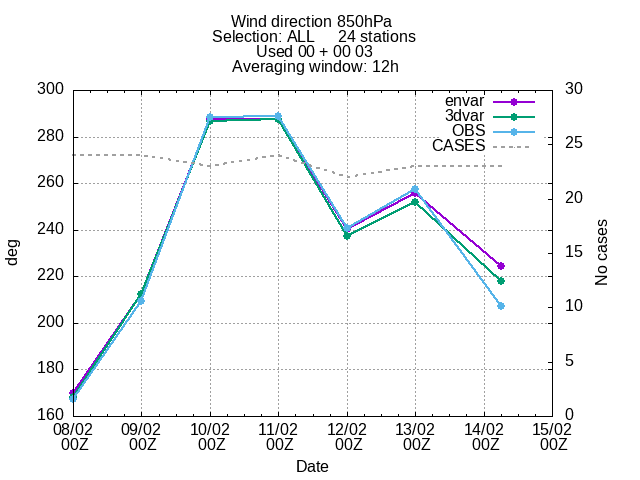 Wind direction 850hPa
Selection: ALL 24 stations
Used 00 + 00 03
Averaging window: 12h
300
280
260
240
220
200
180
160
30
25
20
15
10
5
0
envar
3dvar
OBS
CASES
deg
No cases
08/02 09/02 10/02 11/02 12/02 13/02 14/02 15/02
00Z 00Z 00Z 00Z 00Z 00Z 00Z 00Z
Date